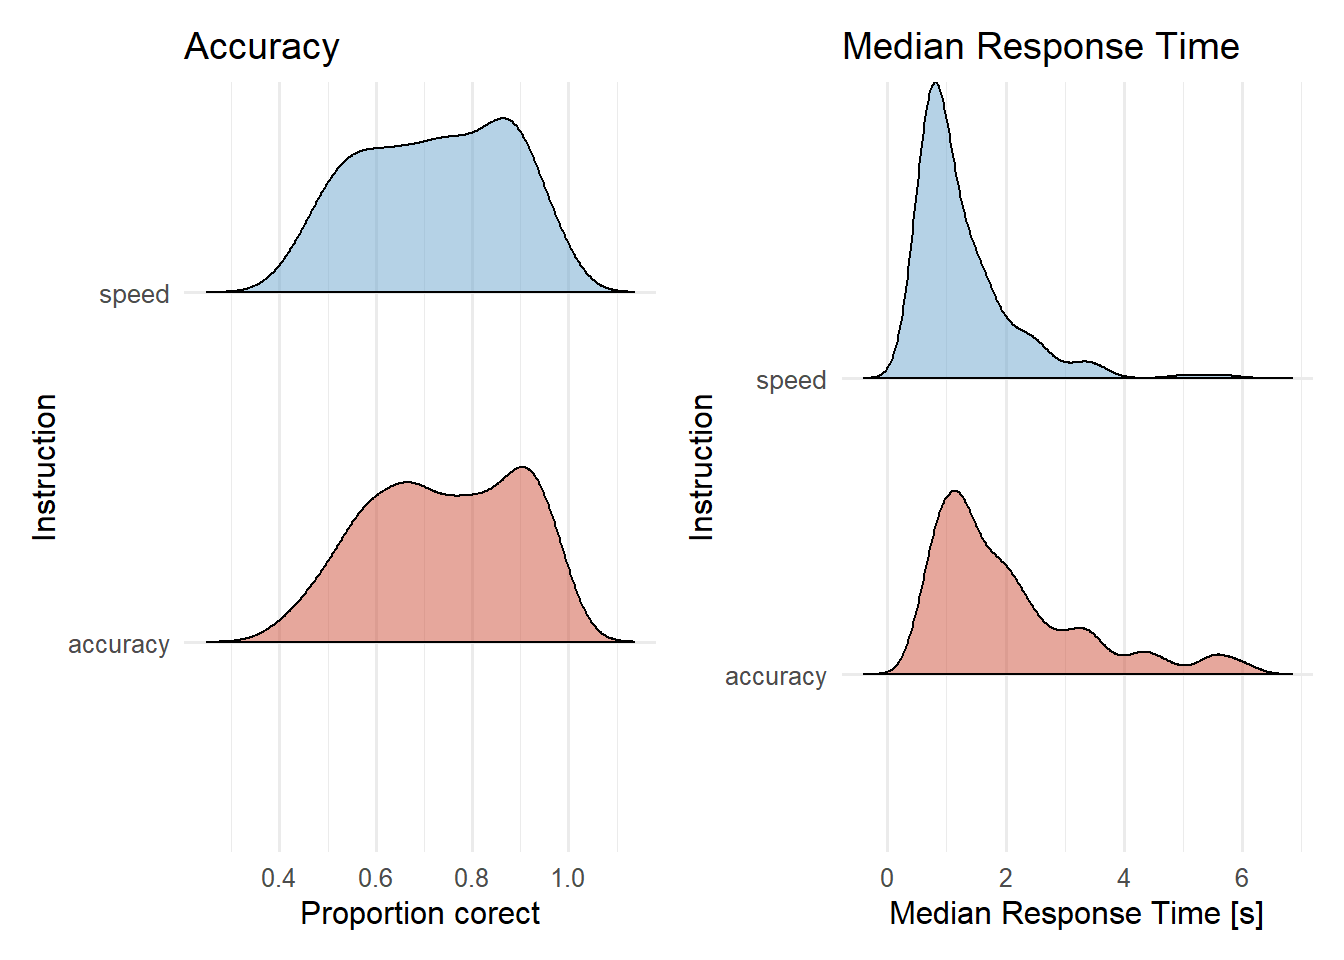 Accuracy
Instruction
speed
accuracy
0.4 0.6 0.8 1.0
Proportion corect
Median Response Time
Instruction
speed
accuracy
0 2 4 6
Median Response Time [s]